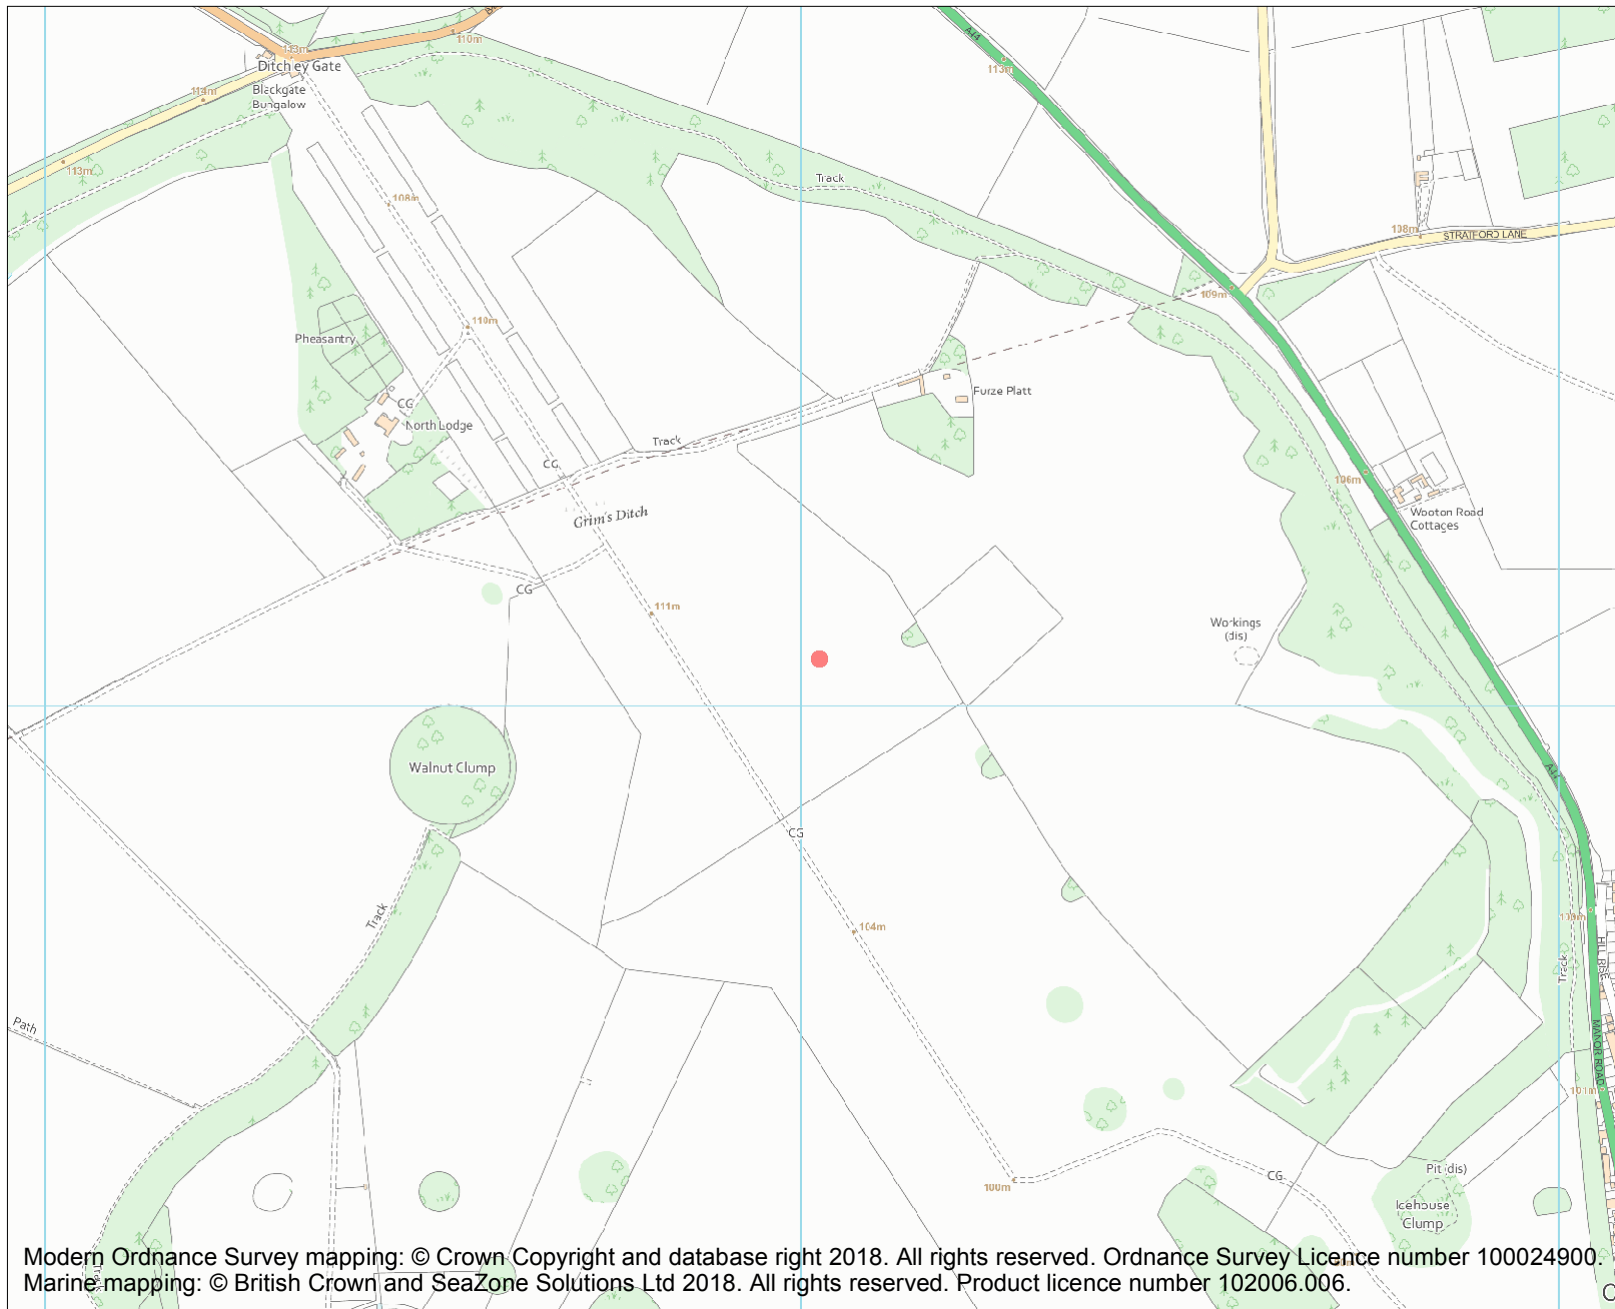 A44
110m
113m
Ditchley Gate
113m
Blackgate
Bungalow
114m
113m
Track
108m
108m
STRATFORD LANE
109m
110m
Pheasantry
CG
North Lodge
Furze Platt
Track
CG
106m
Wooton Road
Cottages
Grim's Ditch
CG
111m
Workings
(dis)
Walnut Clump
A44
CG
Track
104m
HILL RISE
Track
Path
MANOR ROAD
101m
Pit (dis)
CG
100m
Icehouse
Clump
Modern Ordnance Survey mapping: © Crown Copyright and database right 2018. All rights reserved. Ordnance Survey Licence number 100024900.
Marine mapping: © British Crown and SeaZone Solutions Ltd 2018. All rights reserved. Product licence number 102006.006.
Track